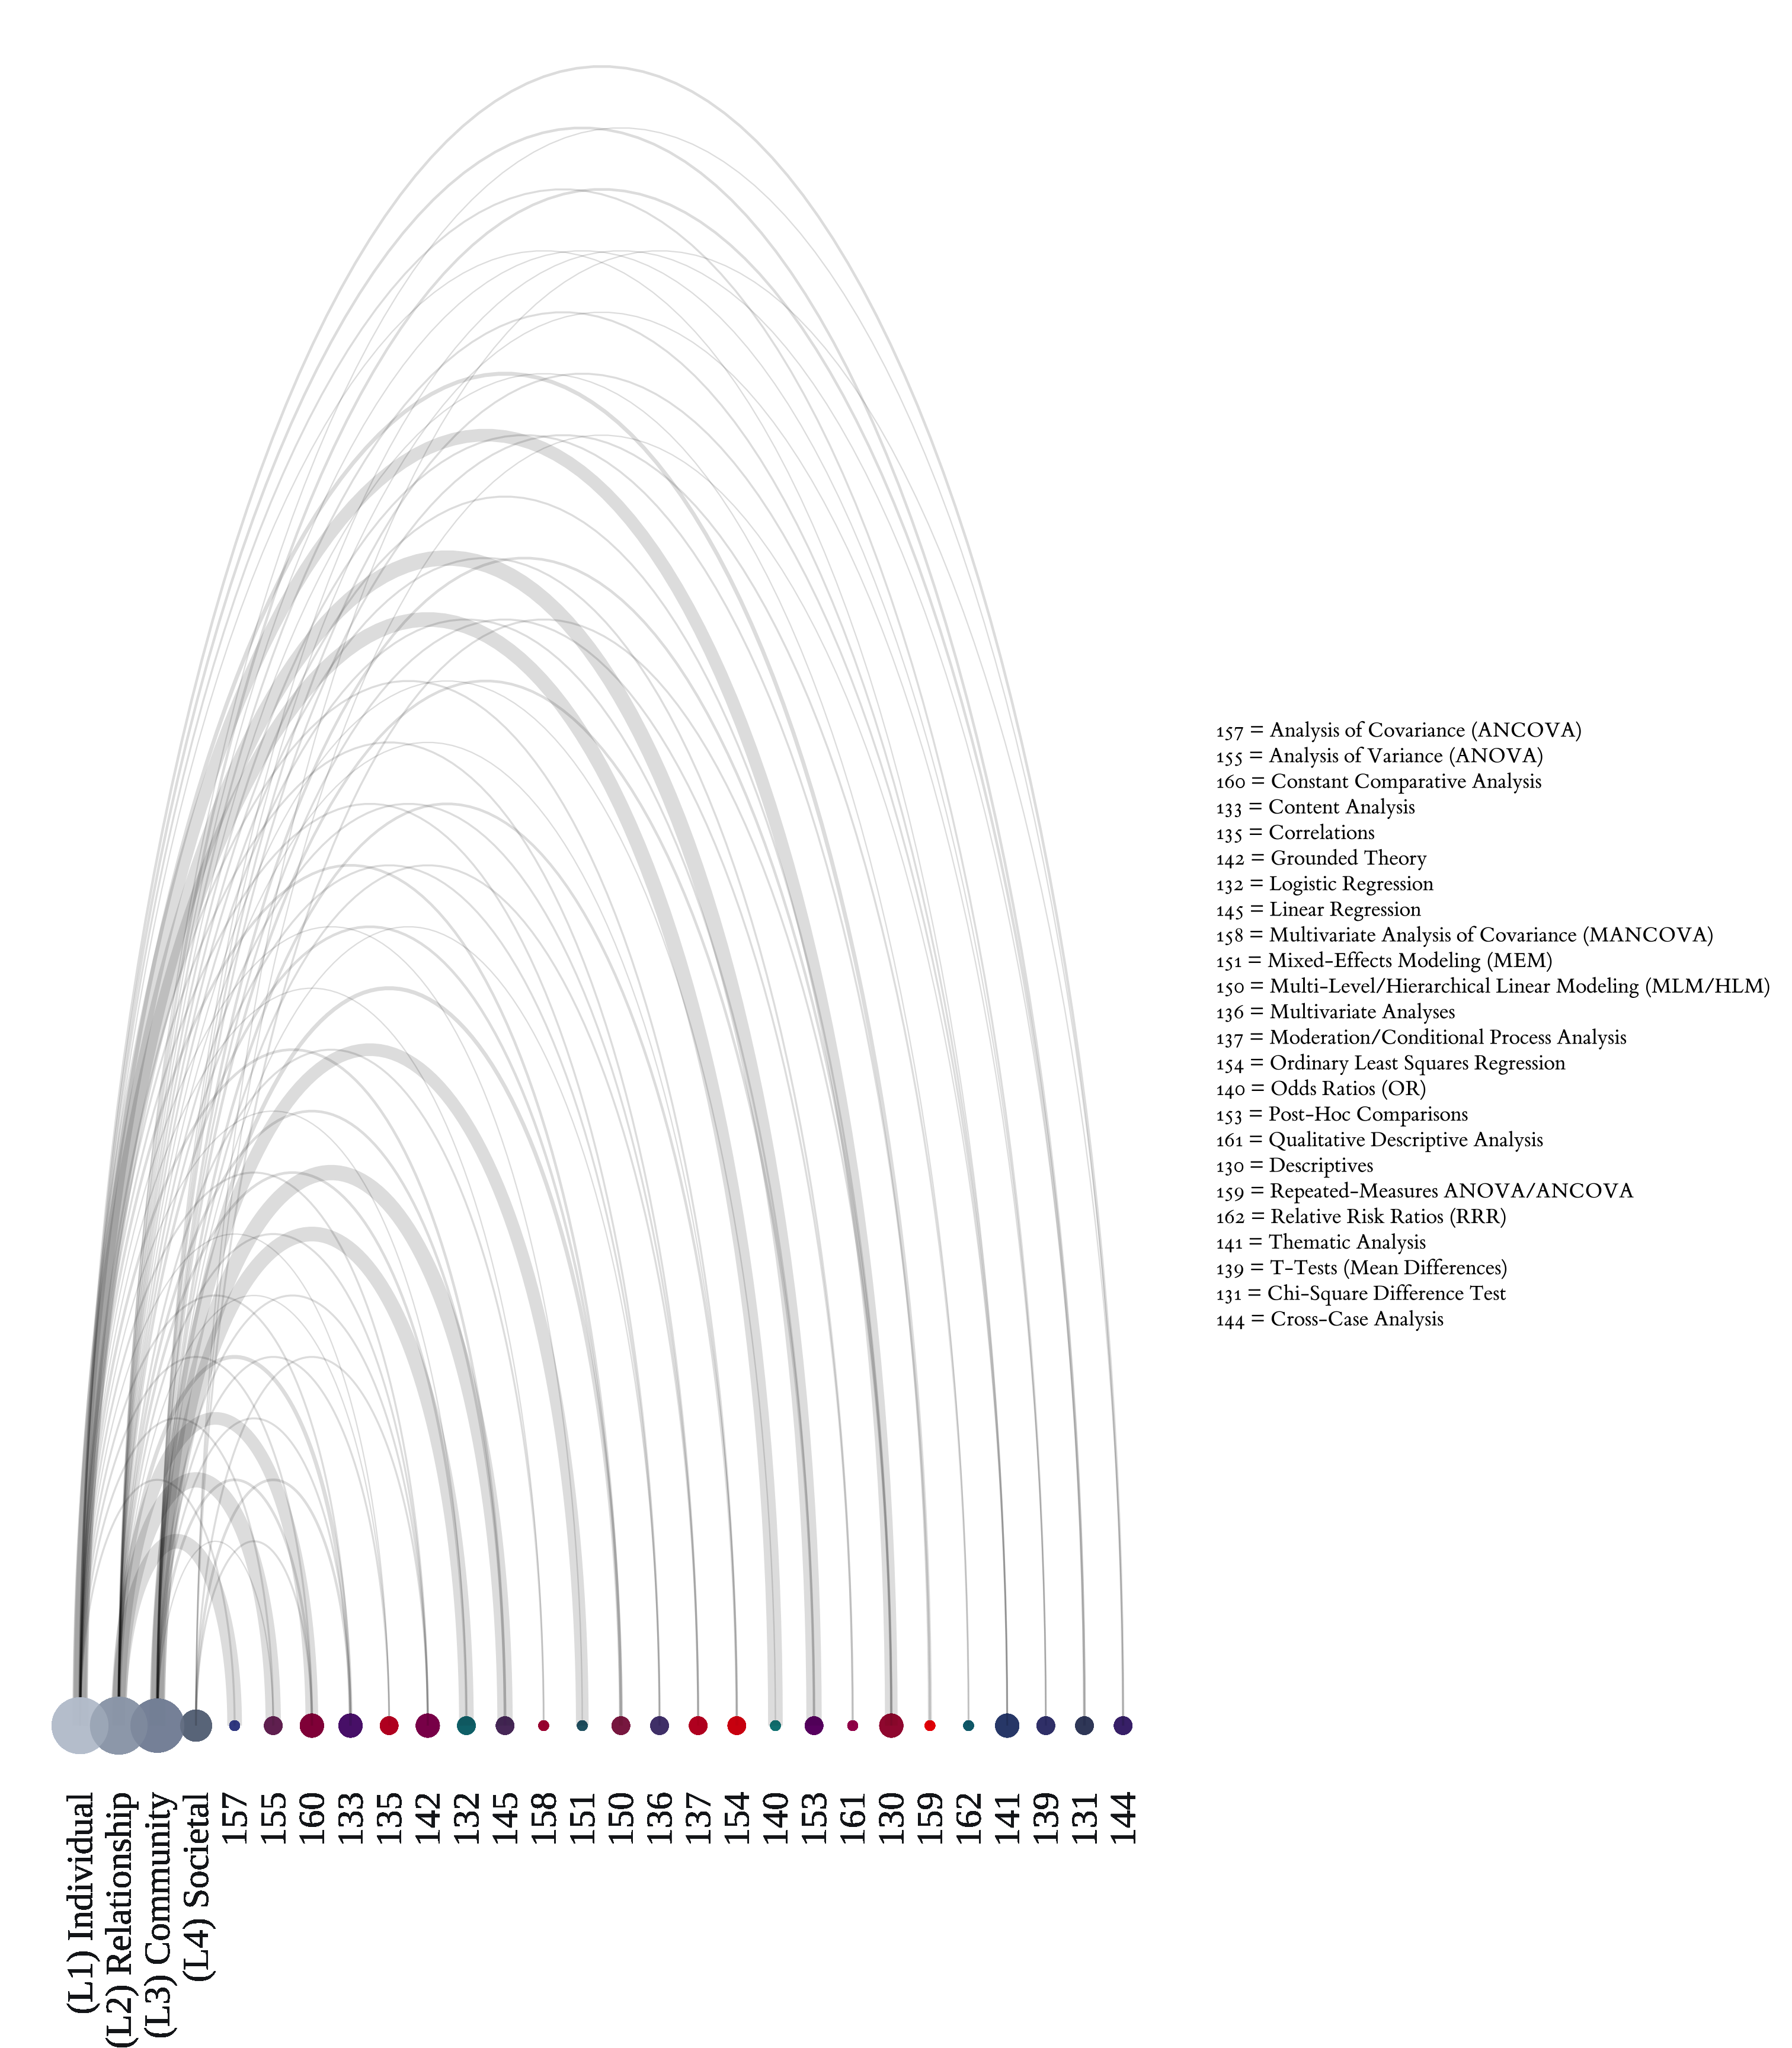 157 = Analysis of Covariance (ANCOVA)
155 = Analysis of Variance (ANOVA)
160 = Constant Comparative Analysis
133 = Content Analysis
135 = Correlations
142 = Grounded Theory
132 = Logistic Regression
145 = Linear Regression
158 = Multivariate Analysis of Covariance (MANCOVA)
151 = Mixed-Effects Modeling (MEM)
150 = Multi-Level/Hierarchical Linear Modeling (MLM/HLM)
136 = Multivariate Analyses
137 = Moderation/Conditional Process Analysis
154 = Ordinary Least Squares Regression
140 = Odds Ratios (OR)
153 = Post-Hoc Comparisons
161 = Qualitative Descriptive Analysis
130 = Descriptives
159 = Repeated-Measures ANOVA/ANCOVA
162 = Relative Risk Ratios (RRR)
141 = Thematic Analysis
139 = T-Tests (Mean Differences)
131 = Chi-Square Difference Test
144 = Cross-Case Analysis
(L1) Individual
(L2) Relationship
(L3) Community
(L4) Societal
157
155
160
133
135
142
132
145
158
151
150
136
137
154
140
153
161
130
159
162
141
139
131
144